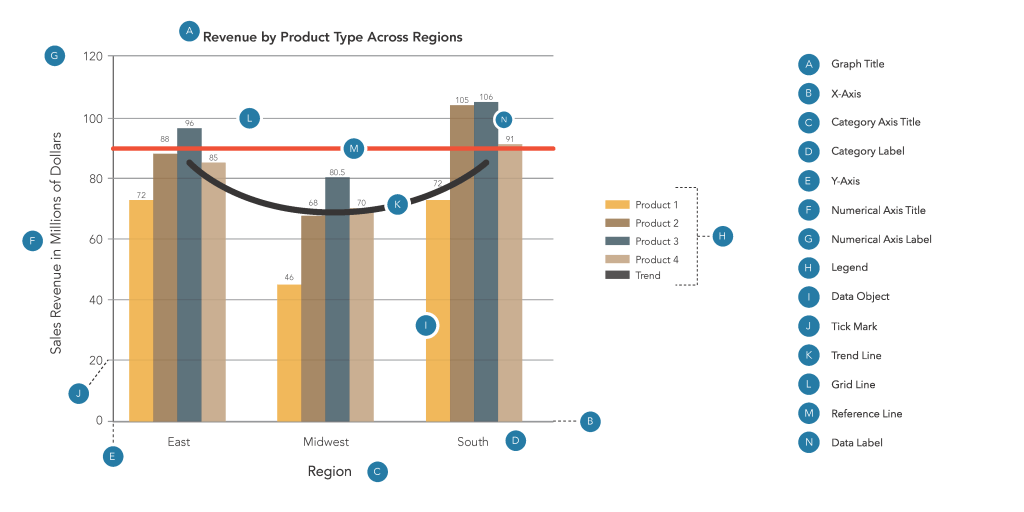 A Revenue by Product Type Across Regions
G 120
100
80
60
40
20
0
Sales Revenue in Millions of Dollars
F
J
E
L
M
N
K
I
B
72 88 96 85
46 68 80.5 70
72 105 106 91
East Midwest South D
Region C
Product 1
Product 2
Product 3
Product 4
Trend
H
A Graph Title
B X-Axis
C Category Axis Title
D Category Label
E Y-Axis
F Numerical Axis Title
G Numerical Axis Label
H Legend
I Data Object
J Tick Mark
K Trend Line
L Grid Line
M Reference Line
N Data Label